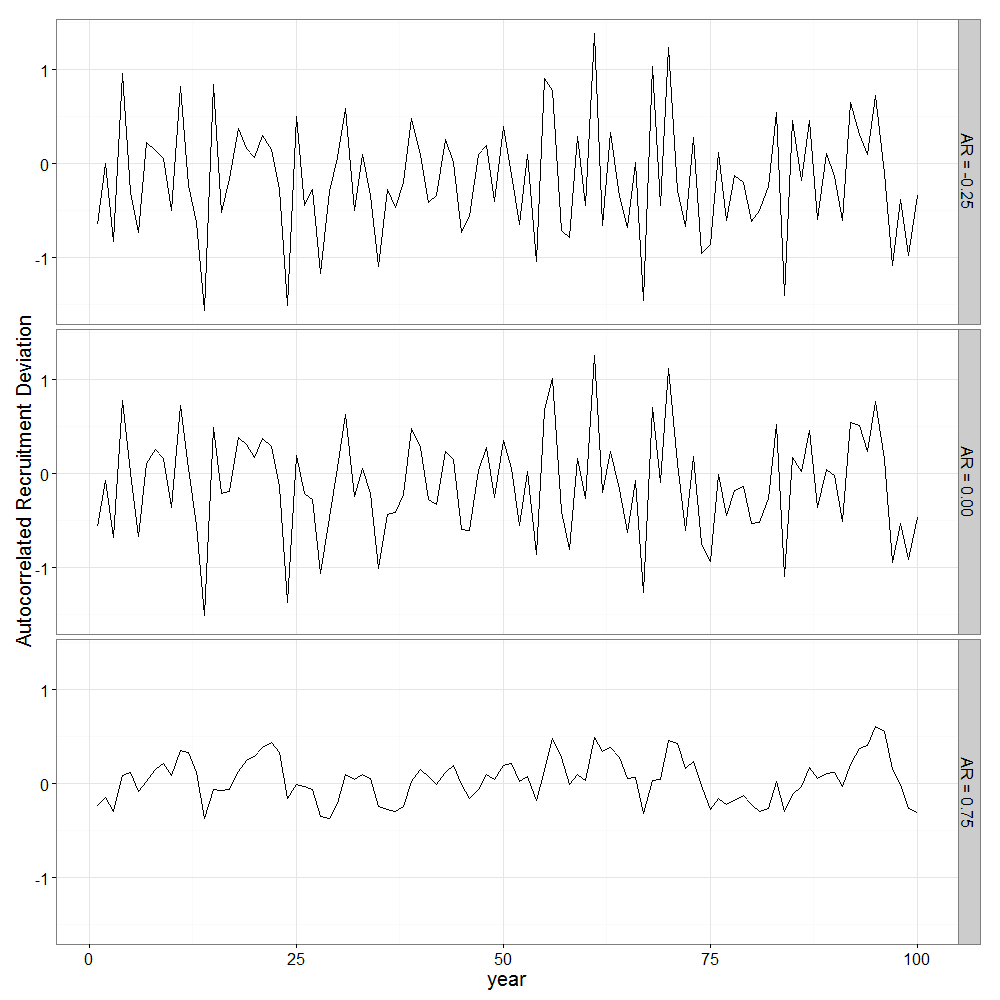 Autocorrelated Recruitment Deviation
1
0
-1
AR = -0.25
1
0
-1
AR = 0.00
1
0
-1
AR = 0.75
0 25 50 75 100
year